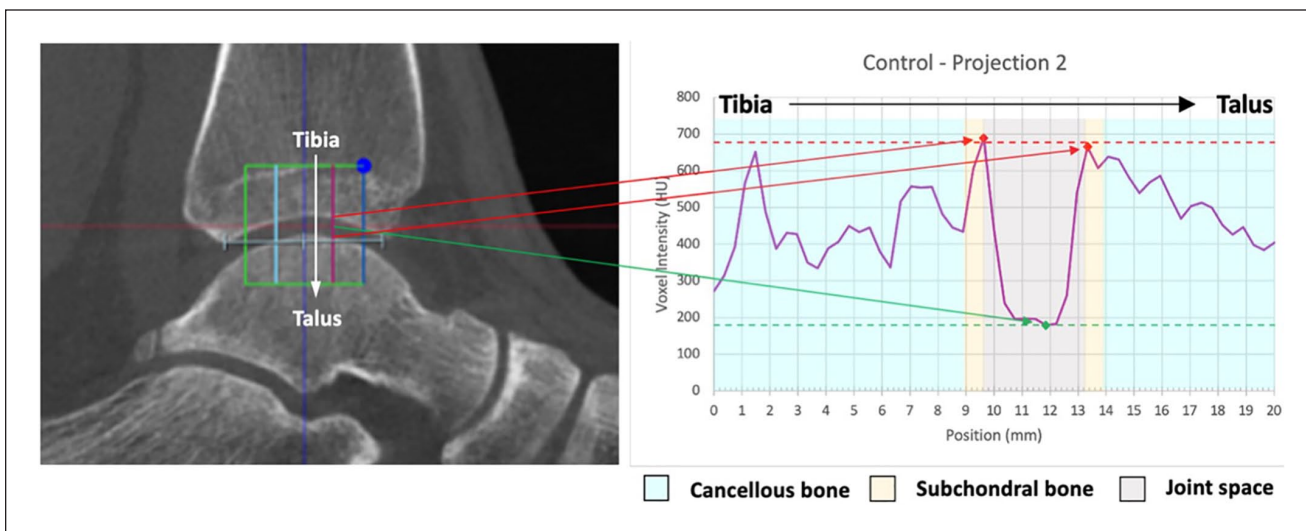 Tibia
Talus
Control - Projection 2
Tibia
Talus
Voxel Intensity (HU)
800
700
600
500
400
300
200
100
0
0 1 2 3 4 5 6 7 8 9 10 11 12 13 14 15 16 17 18 19 20
Position (mm)
Cancellous bone
Subchondral bone
Joint space